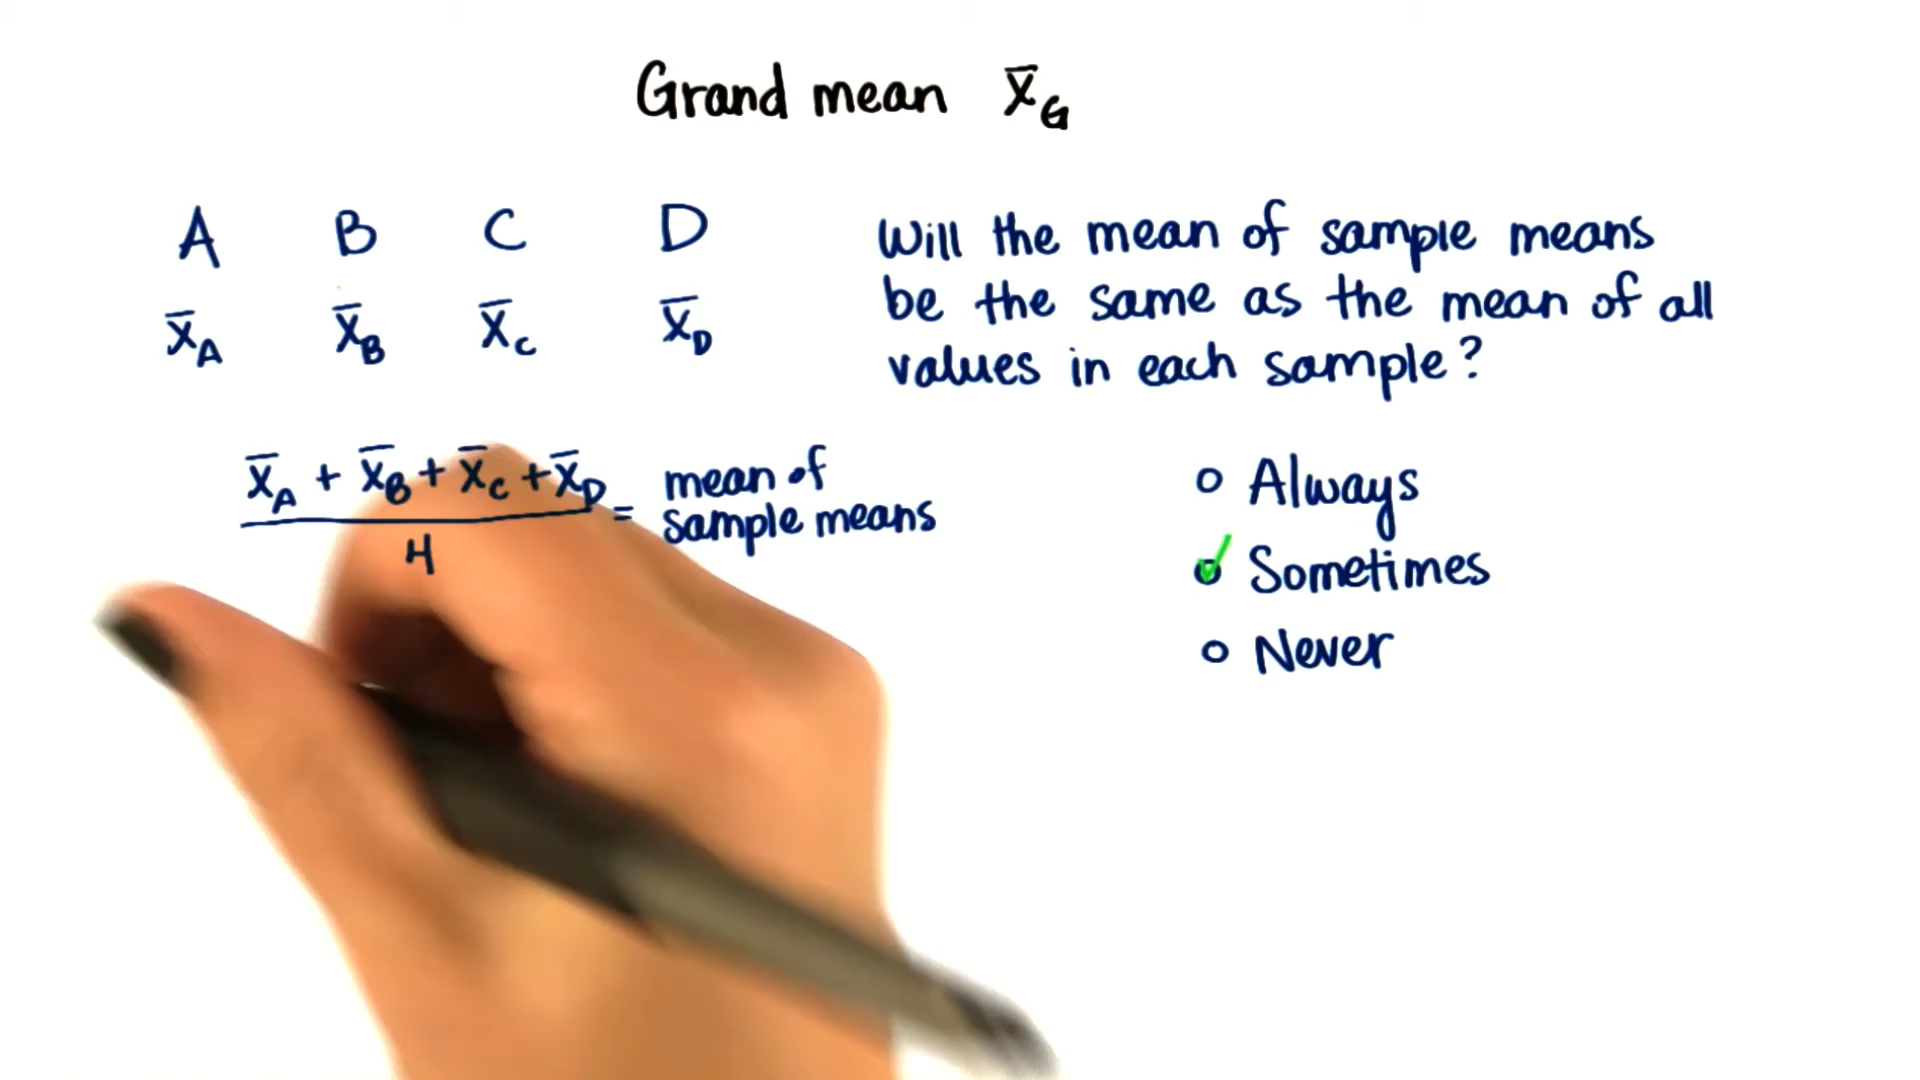 Grand mean x̄G
A B C D
x̄A x̄B x̄C x̄D
Will the mean of sample means
be the same as the mean of all
values in each sample?
x̄A + x̄B + x̄C + x̄D
4
= mean of
sample means
Always
Sometimes
Never